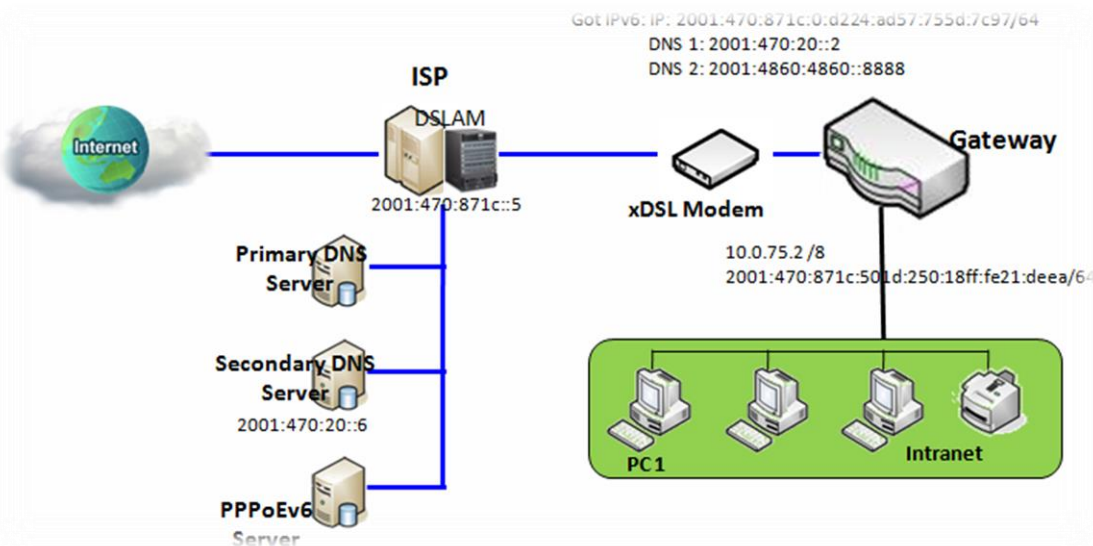 Got IPv6: IP: 2001:470:871c:0:d224:ad57:755d:7c97/64
DNS 1: 2001:470:20::2
DNS 2: 2001:4860:4860::8888
ISP
DSLAM
Internet
Gateway
2001:470:871c::5
xDSL Modem
Primary DNS
Server
10.0.75.2 /8
2001:470:871c:501d:250:18ff:fe21:deea/64
Secondary DNS
Server
2001:470:20::6
PC1
Intranet
PPPoEv6
Server